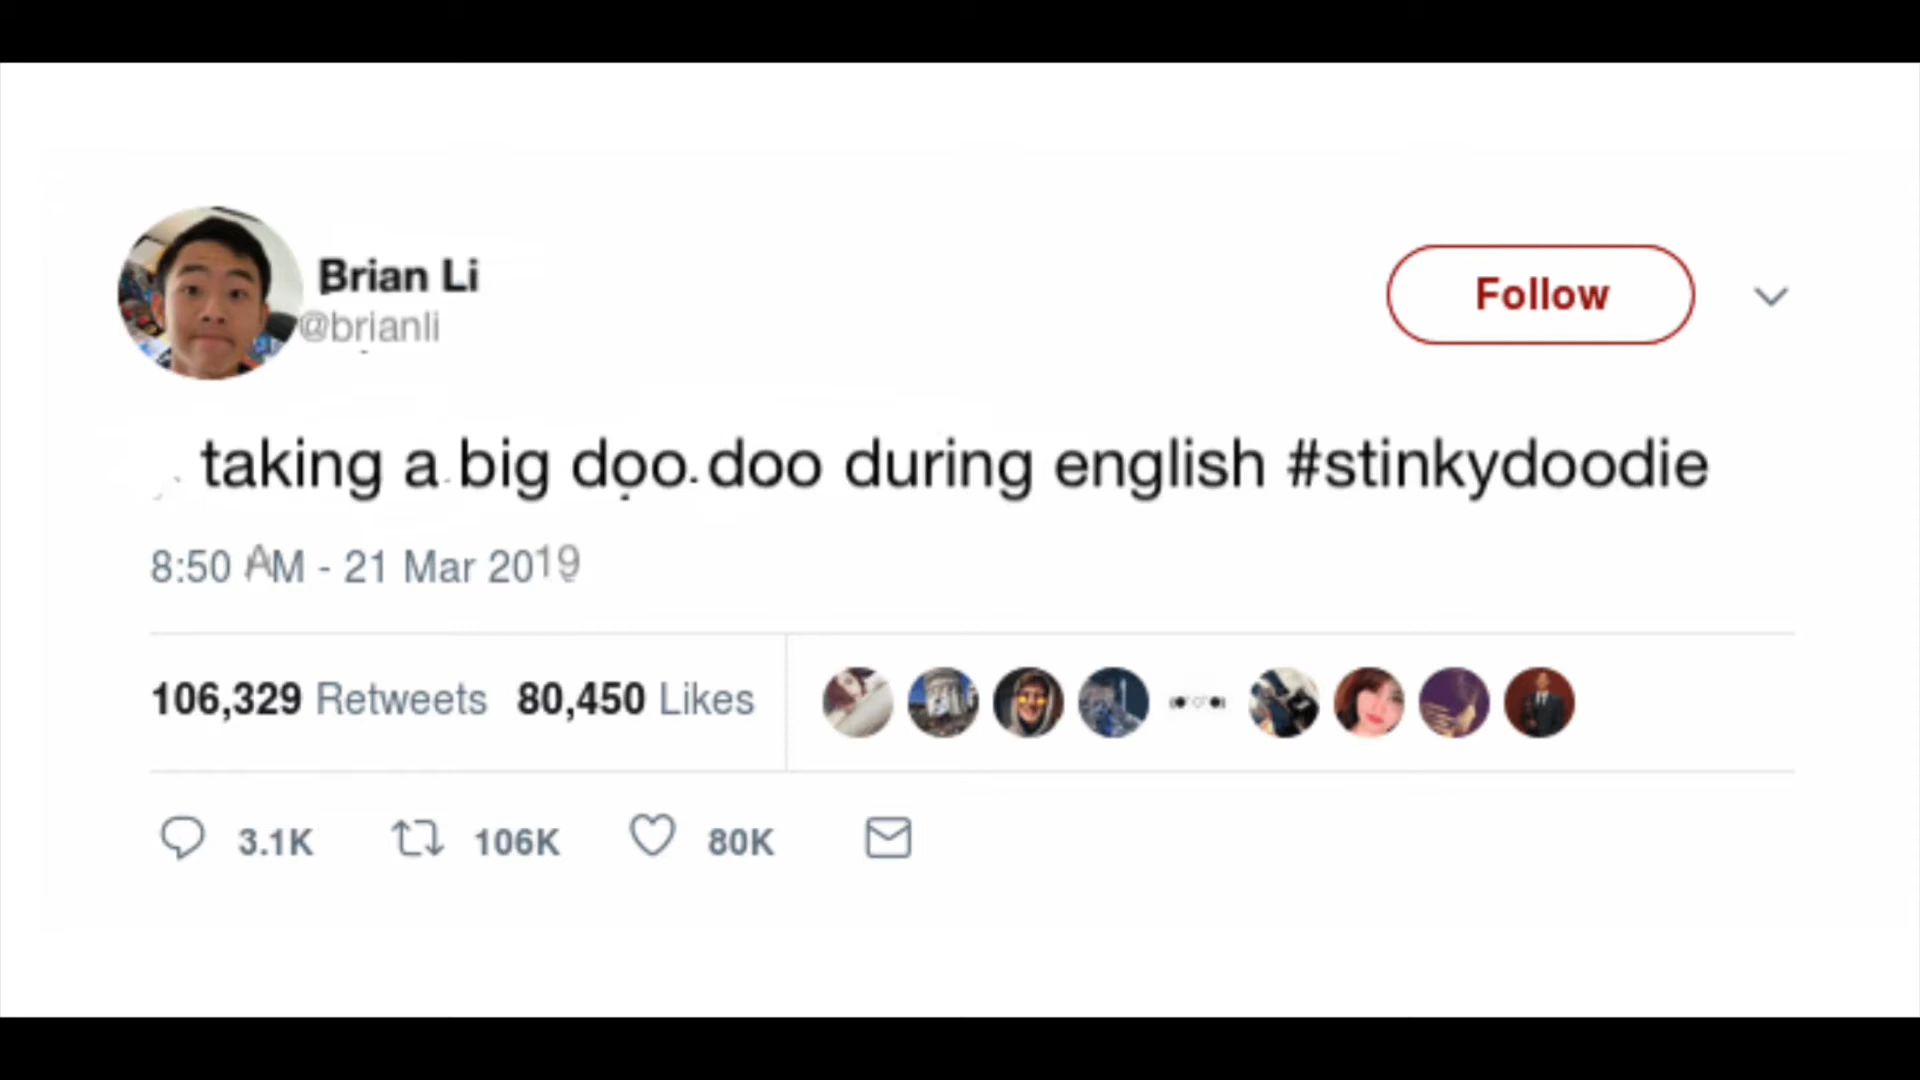 Brian Li
@brianli
Follow
taking a big doo doo during english #stinkydoodie
8:50 AM - 21 Mar 2019
106,329 Retweets 80,450 Likes
3.1K 106K 80K